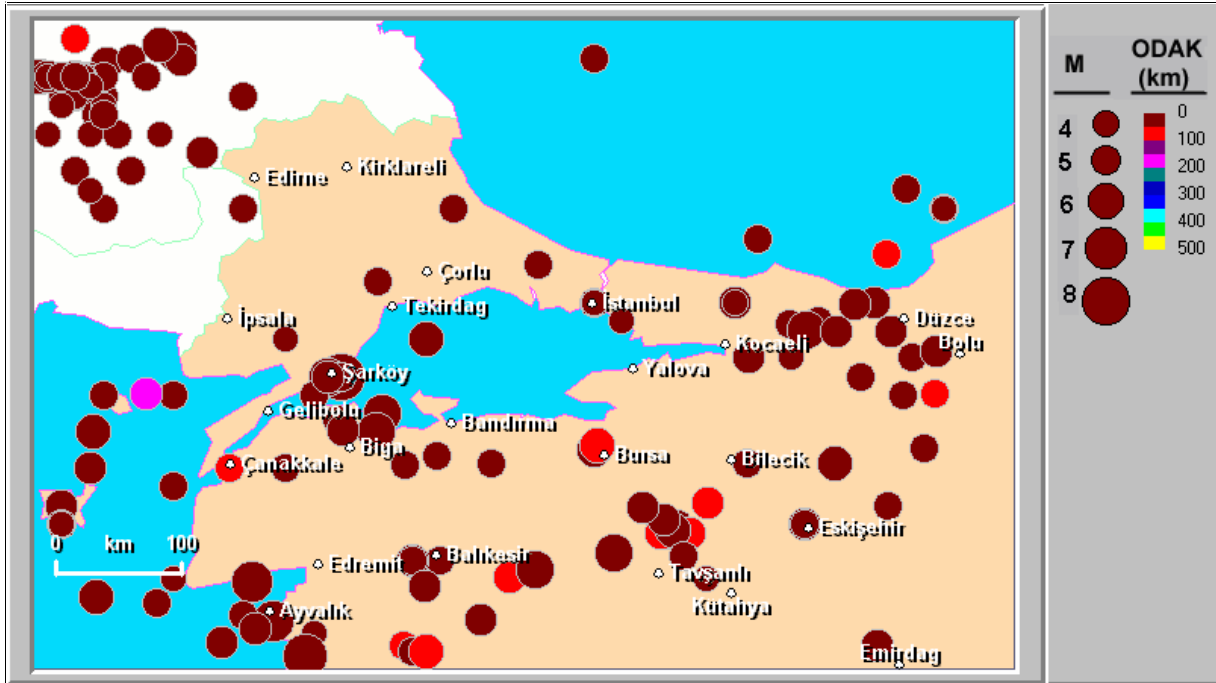 Edirne
Kirklareli
Çorlu
Tekirdag
İpsala
İstanbul
Kocaeli
Düzce
Bolu
Yalova
Şarköy
Gelibolu
Bandırma
Biga
Çanakkale
Bursa
Bilecik
Eskişehir
0 km 100
Edremit
Balıkesir
Tavşanlı
Kütahya
Ayvalık
Emirdag
M
ODAK
(km)
4
5
6
7
8
0
100
200
300
400
500